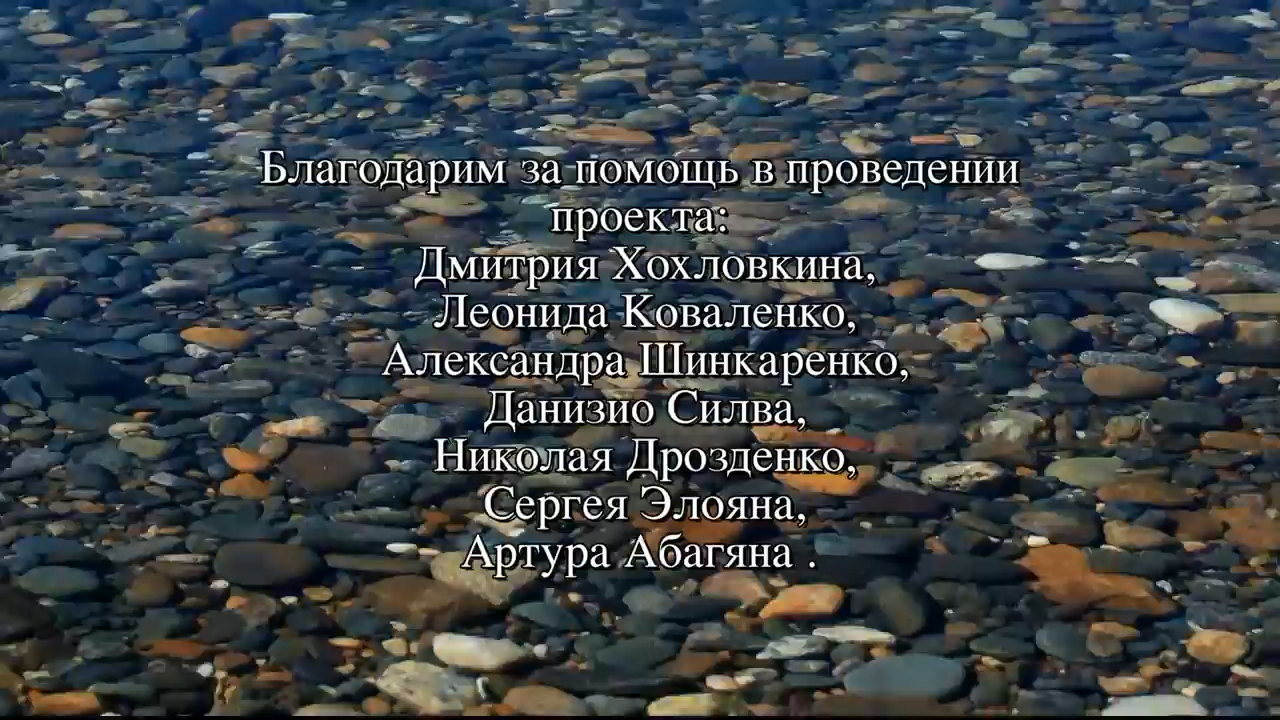 Благодарим за помощь в проведении
проекта:
Дмитрия Хохловкина,
Леонида Коваленко,
Александра Шинкаренко,
Данизио Силва,
Николая Дрозденко,
Сергея Элояна,
Артура Абагяна .